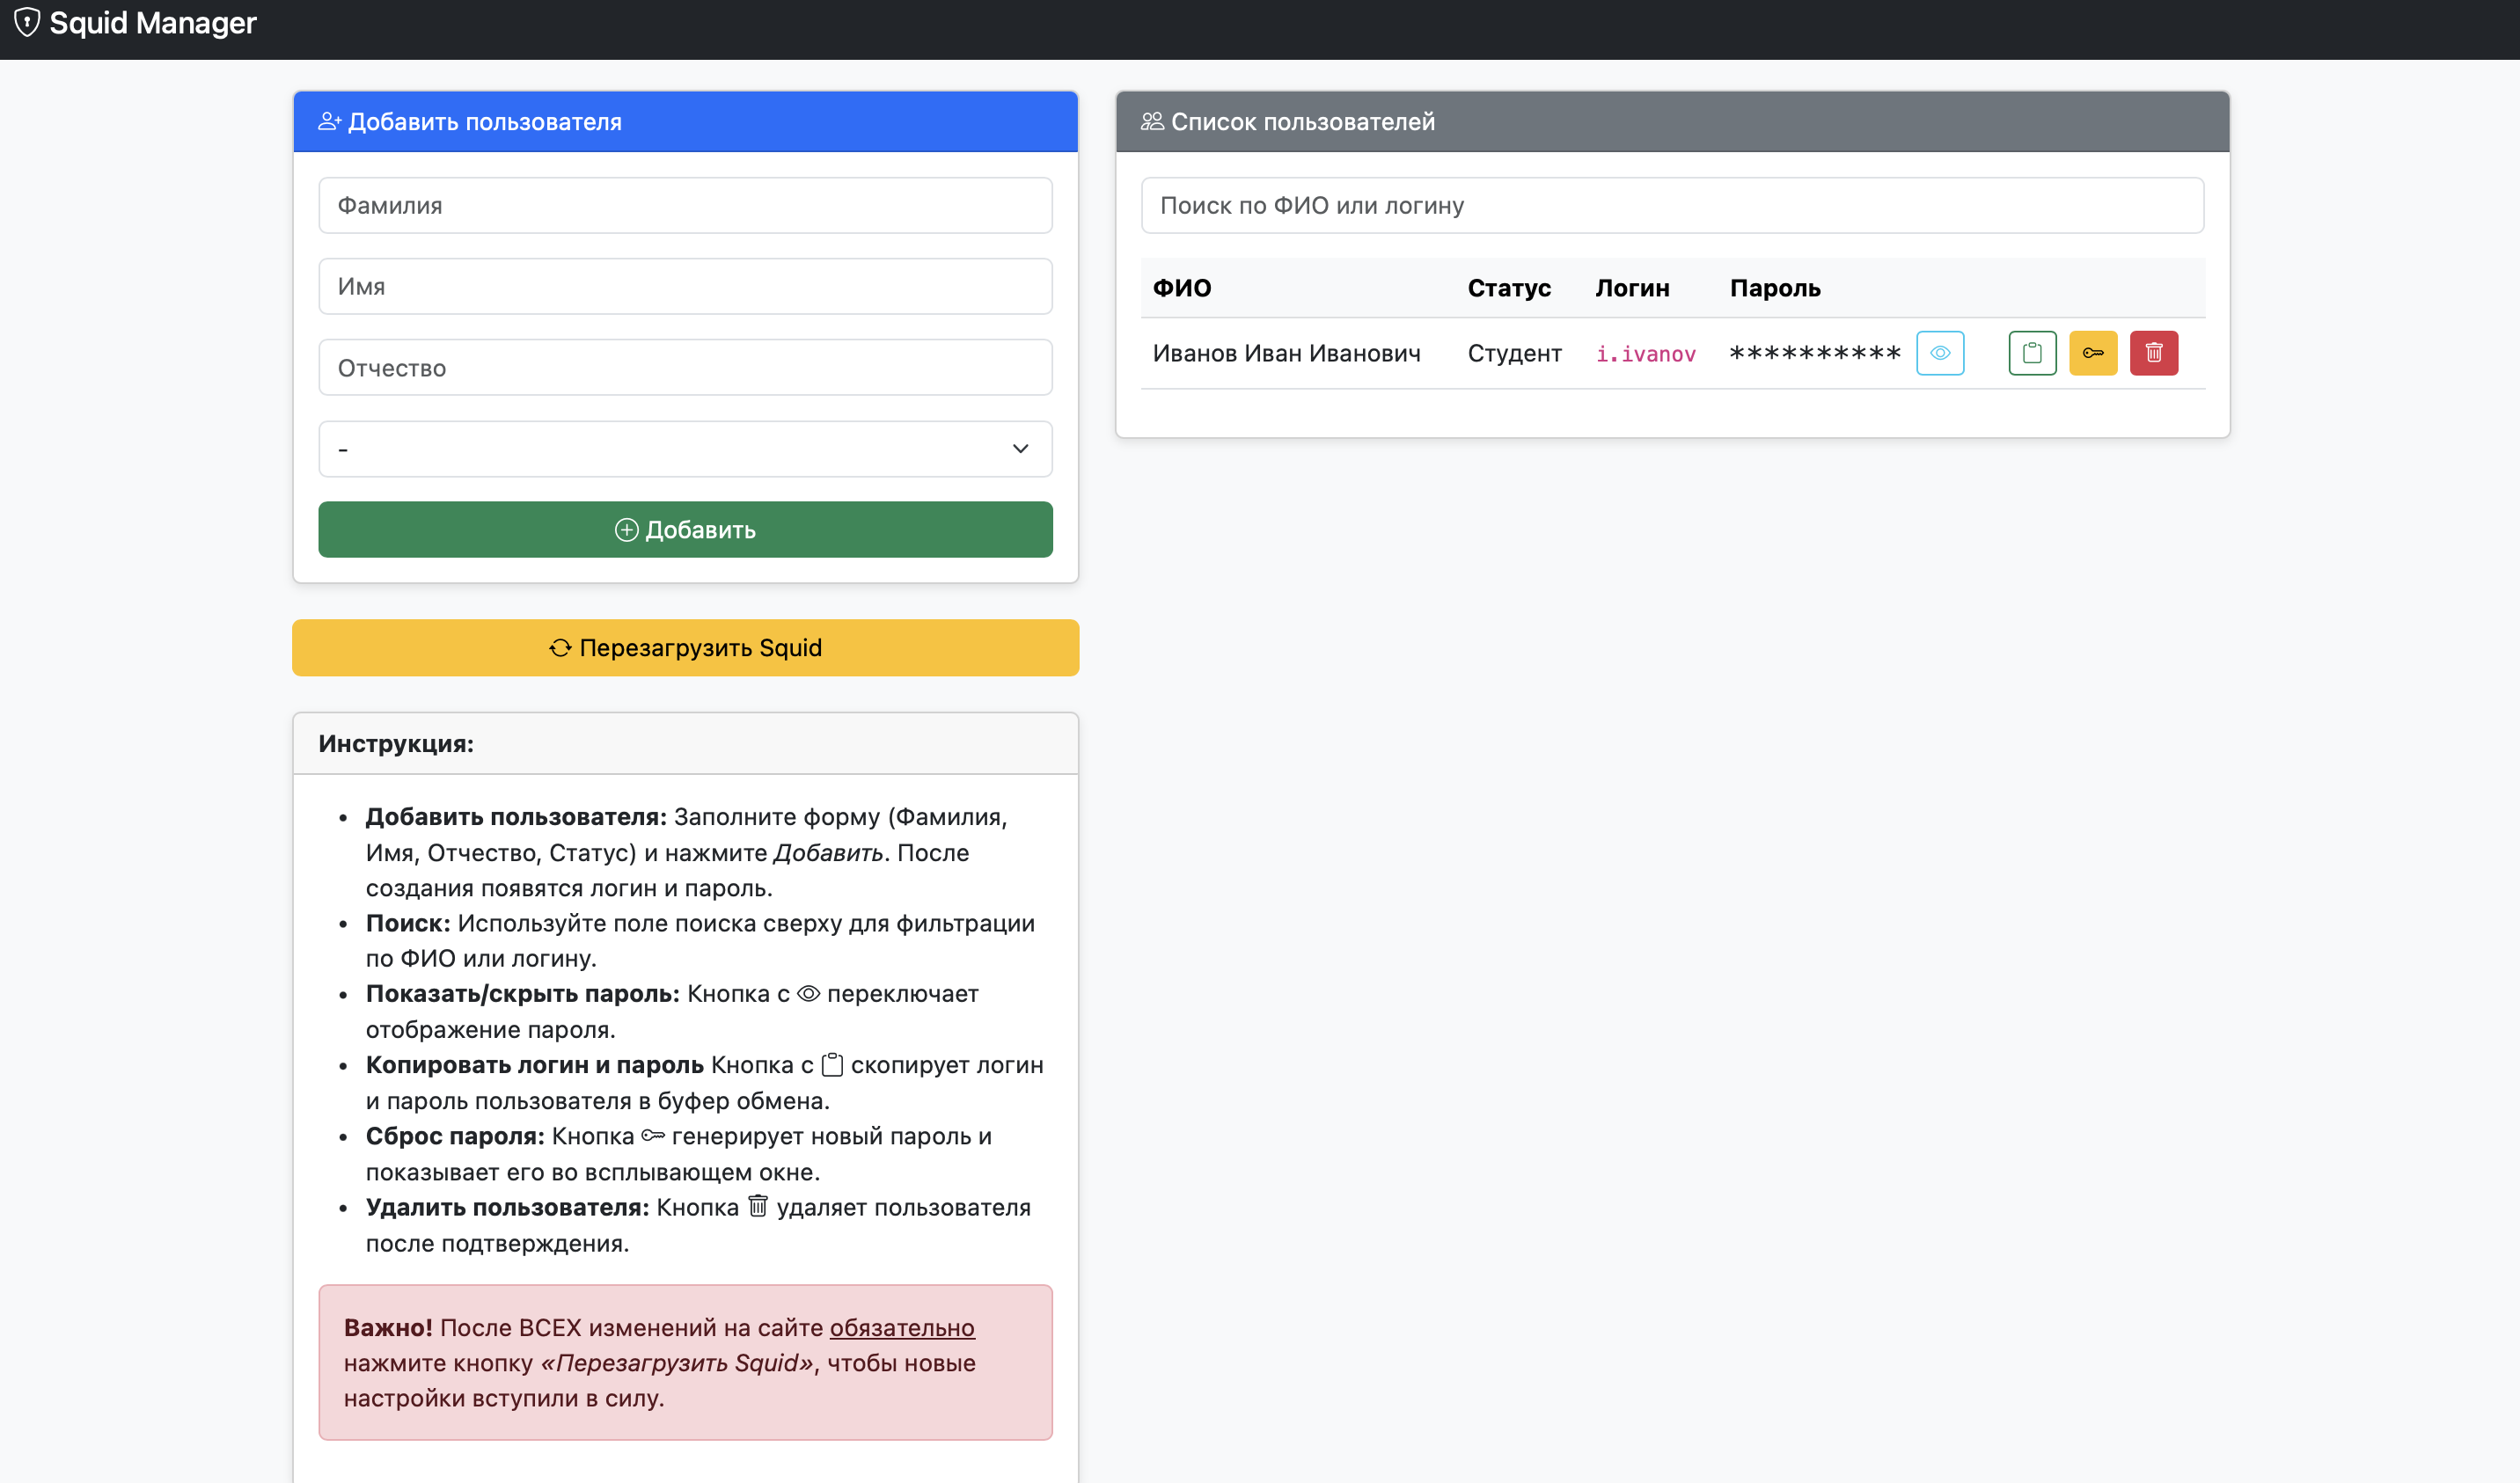 Squid Manager
Добавить пользователя
Фамилия
Имя
Отчество
-
Добавить
Перезагрузить Squid
Инструкция:
• Добавить пользователя: Заполните форму (Фамилия,
Имя, Отчество, Статус) и нажмите Добавить. После
создания появятся логин и пароль.
• Поиск: Используйте поле поиска сверху для фильтрации
по ФИО или логину.
• Показать/скрыть пароль: Кнопка с переключает
отображение пароля.
• Копировать логин и пароль Кнопка с скопирует логин
и пароль пользователя в буфер обмена.
• Сброс пароля: Кнопка генерирует новый пароль и
показывает его во всплывающем окне.
• Удалить пользователя: Кнопка удаляет пользователя
после подтверждения.
Важно! После ВСЕХ изменений на сайте обязательно
нажмите кнопку «Перезагрузить Squid», чтобы новые
настройки вступили в силу.
Список пользователей
Поиск по ФИО или логину
ФИО Статус Логин Пароль
Иванов Иван Иванович Студент i.ivanov **********